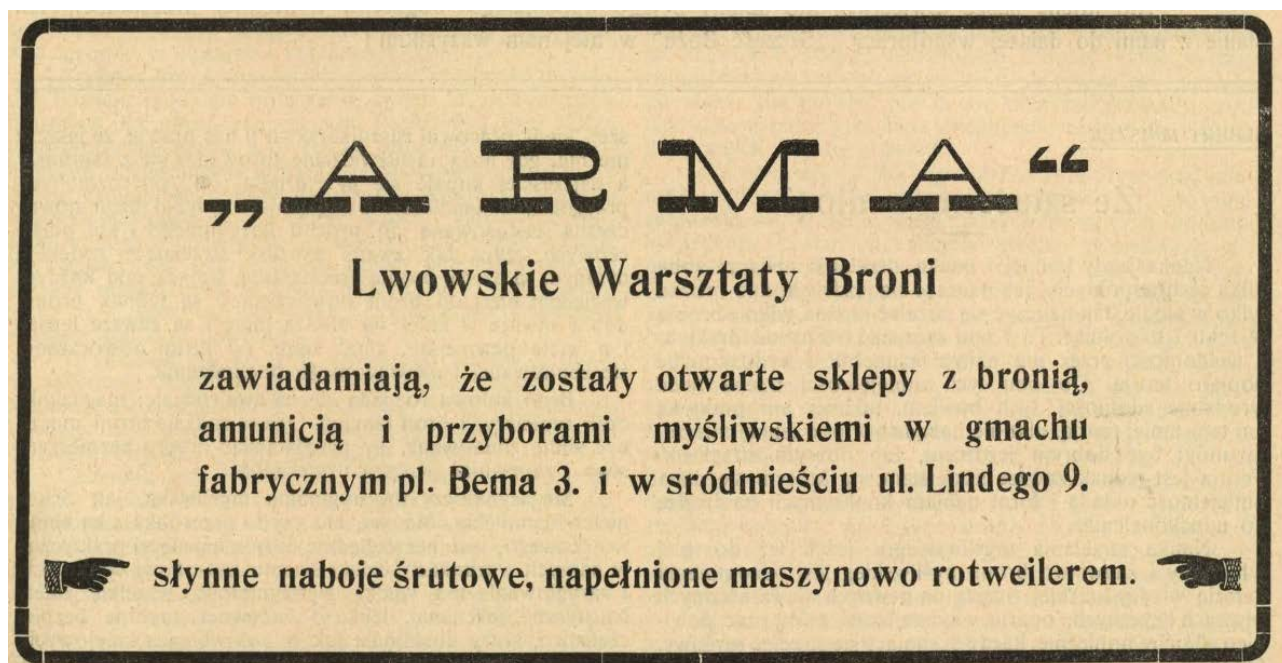 „ARMA“
Lwowskie Warsztaty Broni
zawiadamiają, że zostały otwarte sklepy z bronią,
amunicją i przyborami myśliwskiemi w gmachu
fabrycznym pl. Bema 3. i w sródmieściu ul. Lindego 9.
słynne naboje śrutowe, napełnione maszynowo rotweilerem.